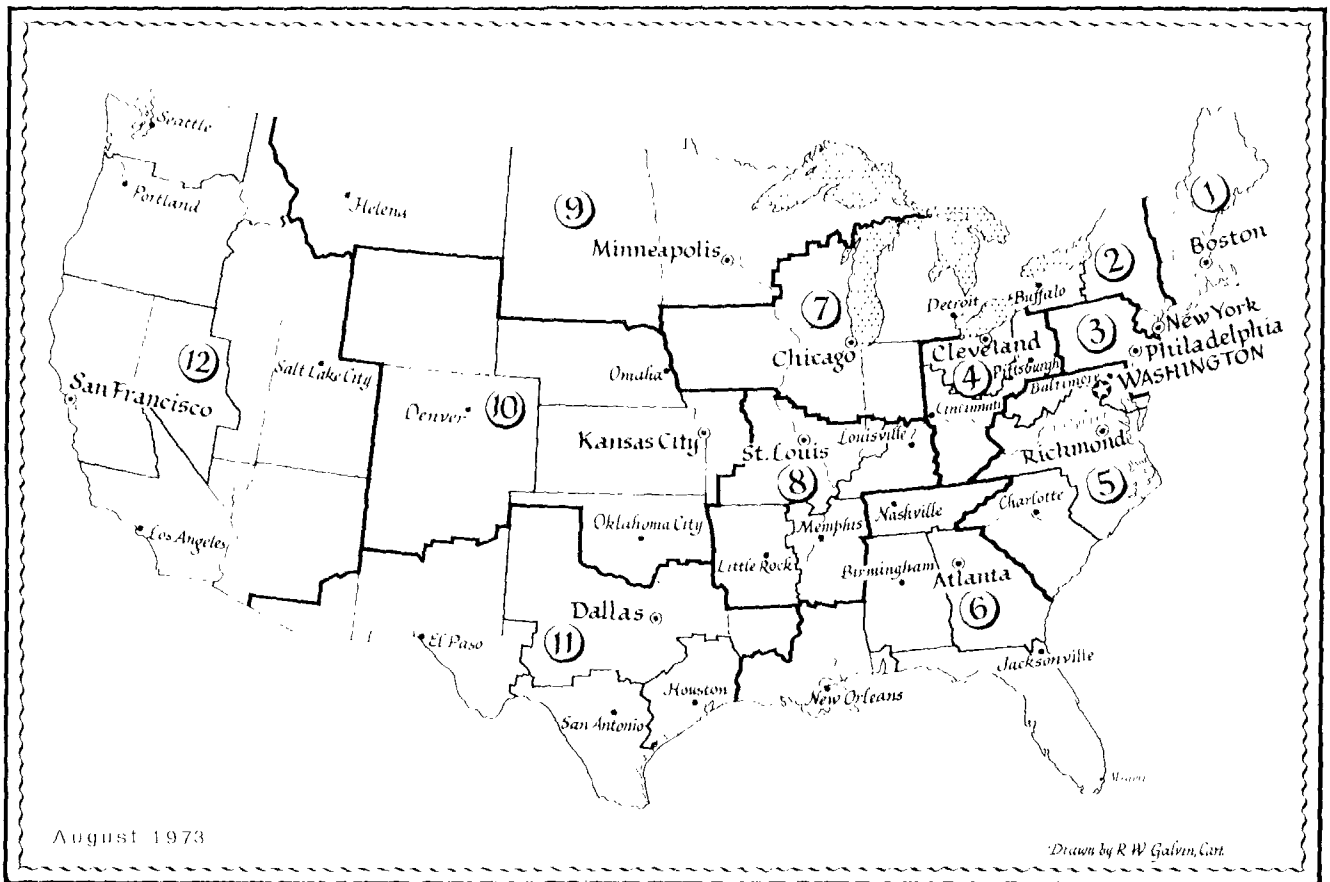 Seattle
Portland
Helena
9
Minneapolis
1
Boston
2
Buffalo
Detroit
7
3
New York
Philadelphia
Chicago
Cleveland
Pittsburgh
4
Baltimore
WASHINGTON
12
Salt Lake City
Omaha
San Francisco
Denver
10
Cincinnati
Kansas City
St. Louis
Louisville
Richmond
8
5
Oklahoma City
Memphis
Nashville
Charlotte
Los Angeles
Little Rock
Birmingham
Atlanta
6
Dallas
11
El Paso
Jacksonville
Houston
New Orleans
San Antonio
Miami
August 1973
Drawn by R. W. Galvin, Cart.